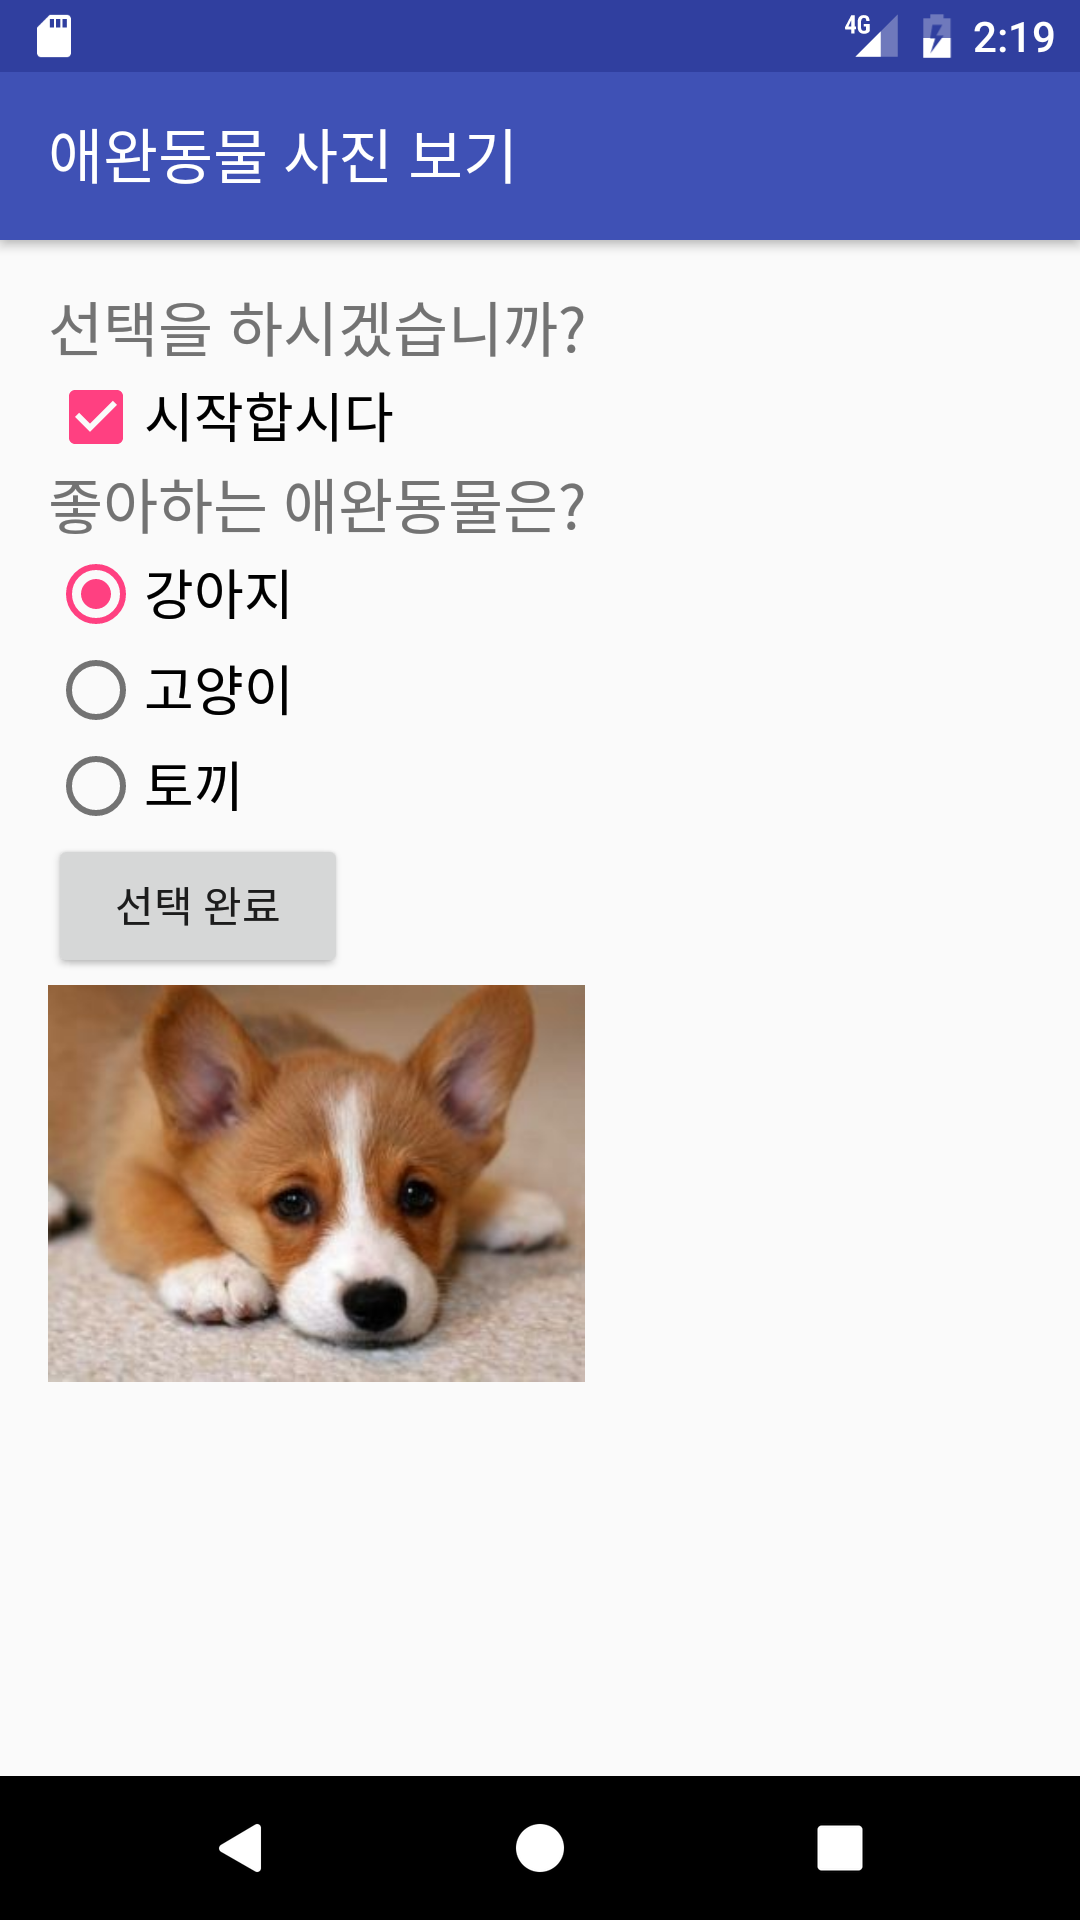 4G 2:19
애완동물 사진 보기
선택을 하시겠습니까?
시작합시다
좋아하는 애완동물은?
강아지
고양이
토끼
선택 완료